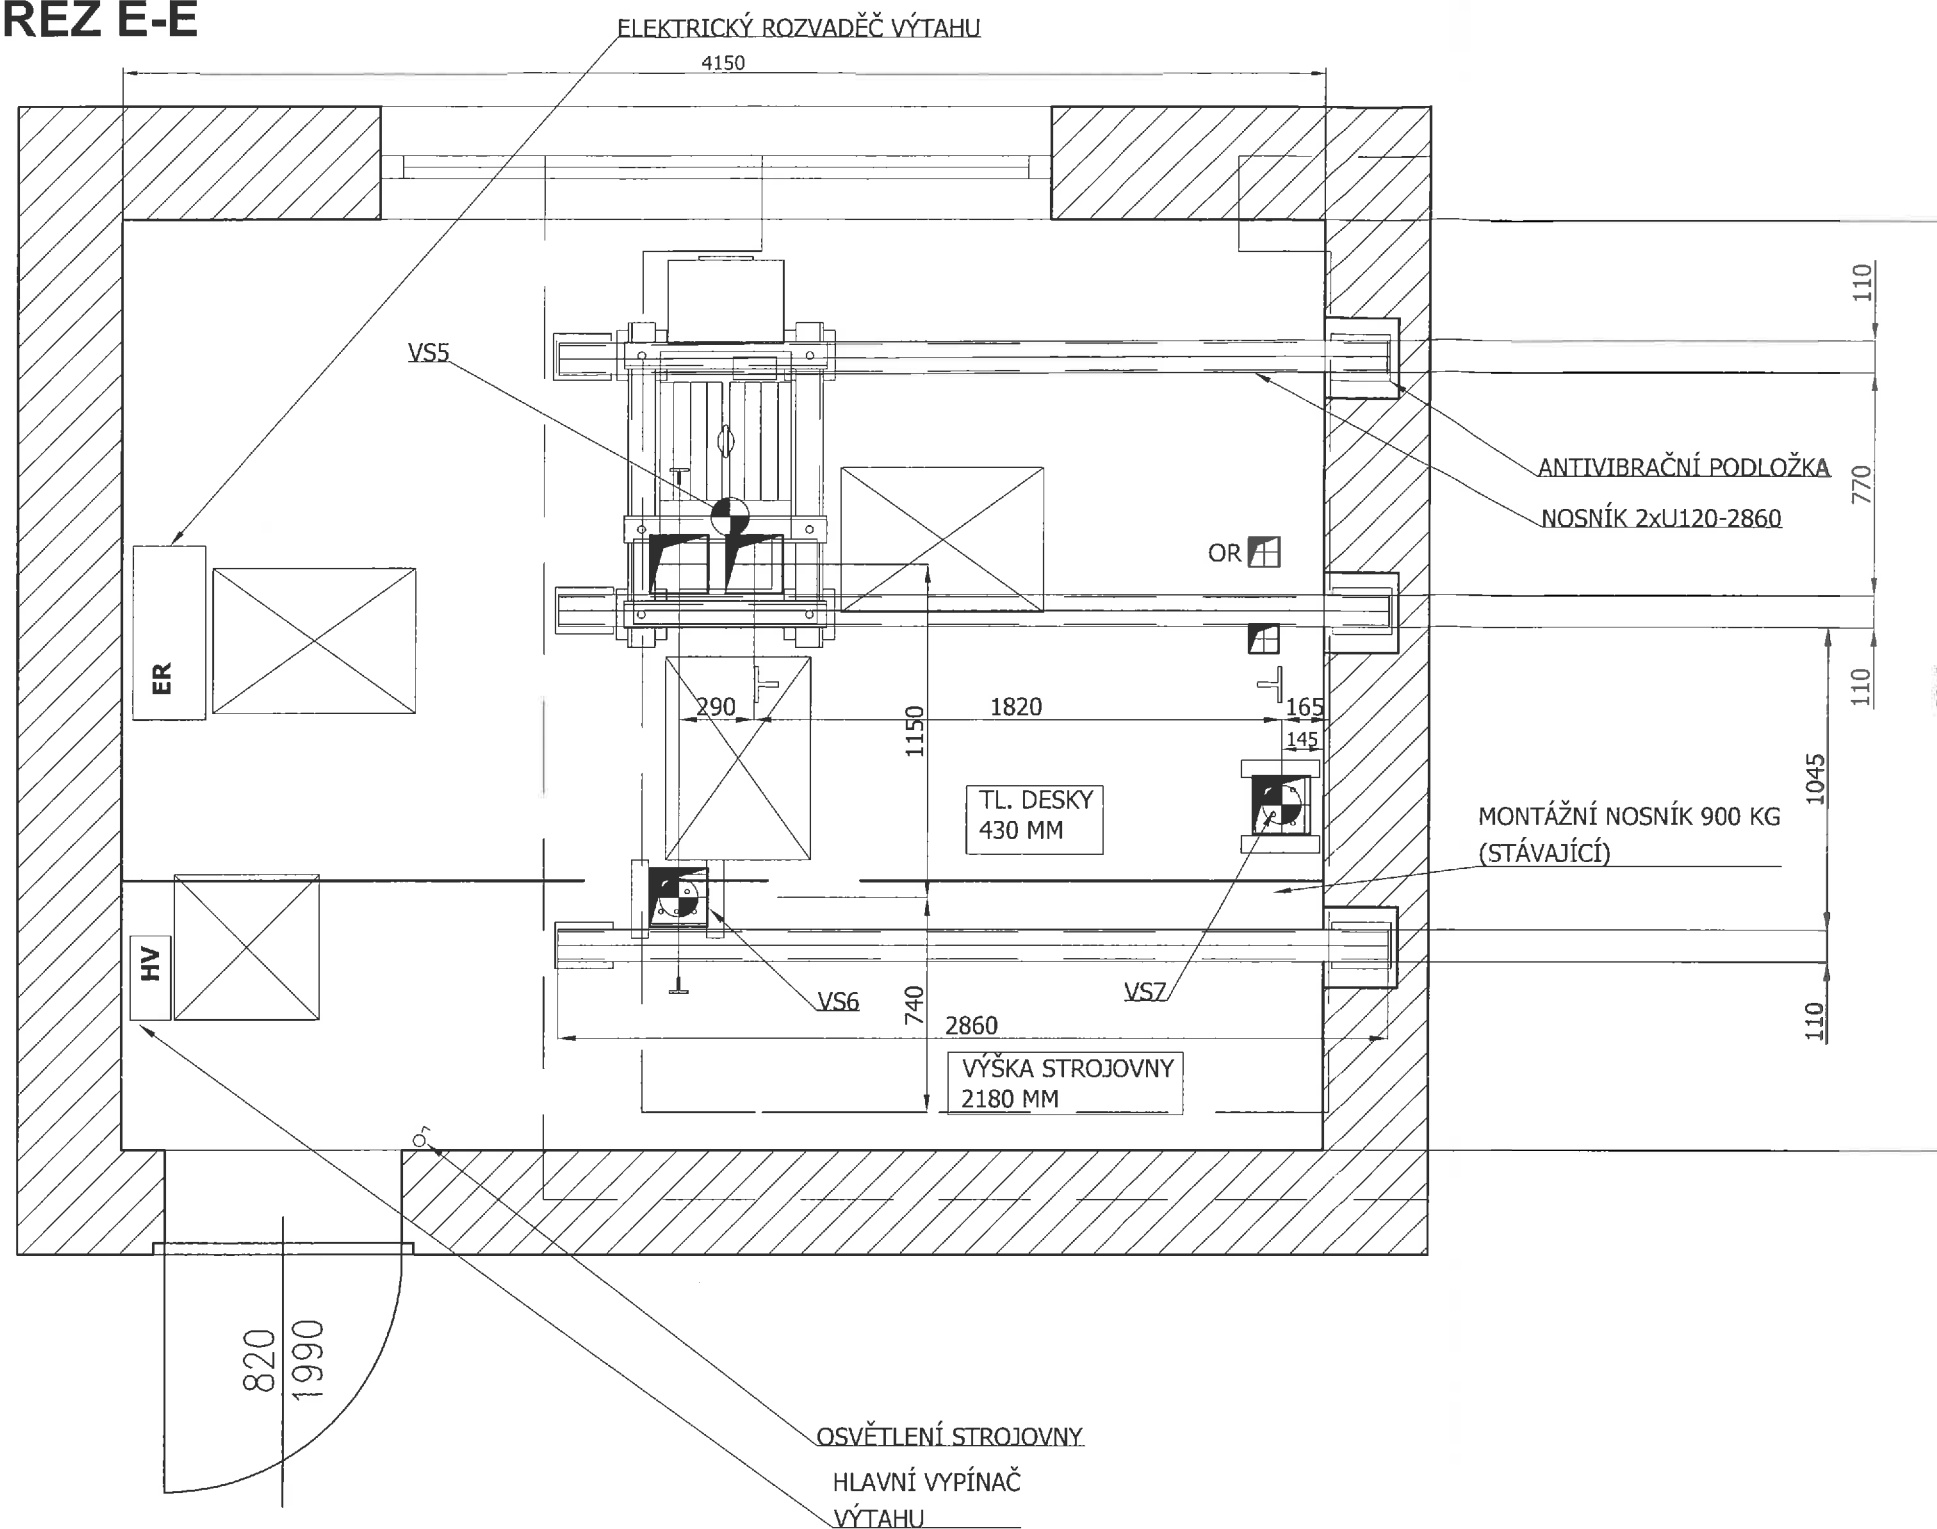 REZ E-E
ELEKTRICKÝ ROZVADĚČ VÝTAHU
4150
110
VS5
ANTIVIBRAČNÍ PODLOŽKA
770
NOSNÍK 2xU120-2860
OR
ER
110
290
1820
165
1150
145
1045
TL. DESKY
430 MM
MONTÁŽNÍ NOSNÍK 900 KG
(STÁVAJÍCÍ)
HV
VS6
VS7
740
2860
110
VÝŠKA STROJOVNY
2180 MM
820
1990
OSVĚTLENÍ STROJOVNY
HLAVNÍ VYPÍNAČ
VÝTAHU